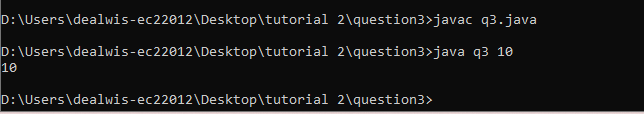 D:\Users\dealwis-ec22012\Desktop\tutorial 2\question3>javac q3.java
D:\Users\dealwis-ec22012\Desktop\tutorial 2\question3>java q3 10
10
D:\Users\dealwis-ec22012\Desktop\tutorial 2\question3>